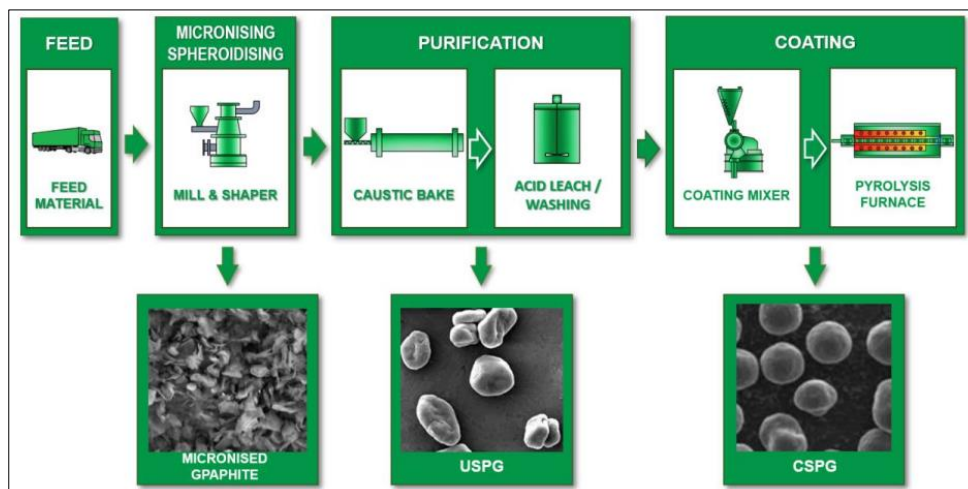 FEED
FEED
MATERIAL
MICRONISING
SPHEROIDISING
MILL & SHAPER
PURIFICATION
CAUSTIC BAKE
ACID LEACH /
WASHING
COATING
COATING MIXER
PYROLYSIS
FURNACE
MICRONISED
GPAPHITE
USPG
CSPG